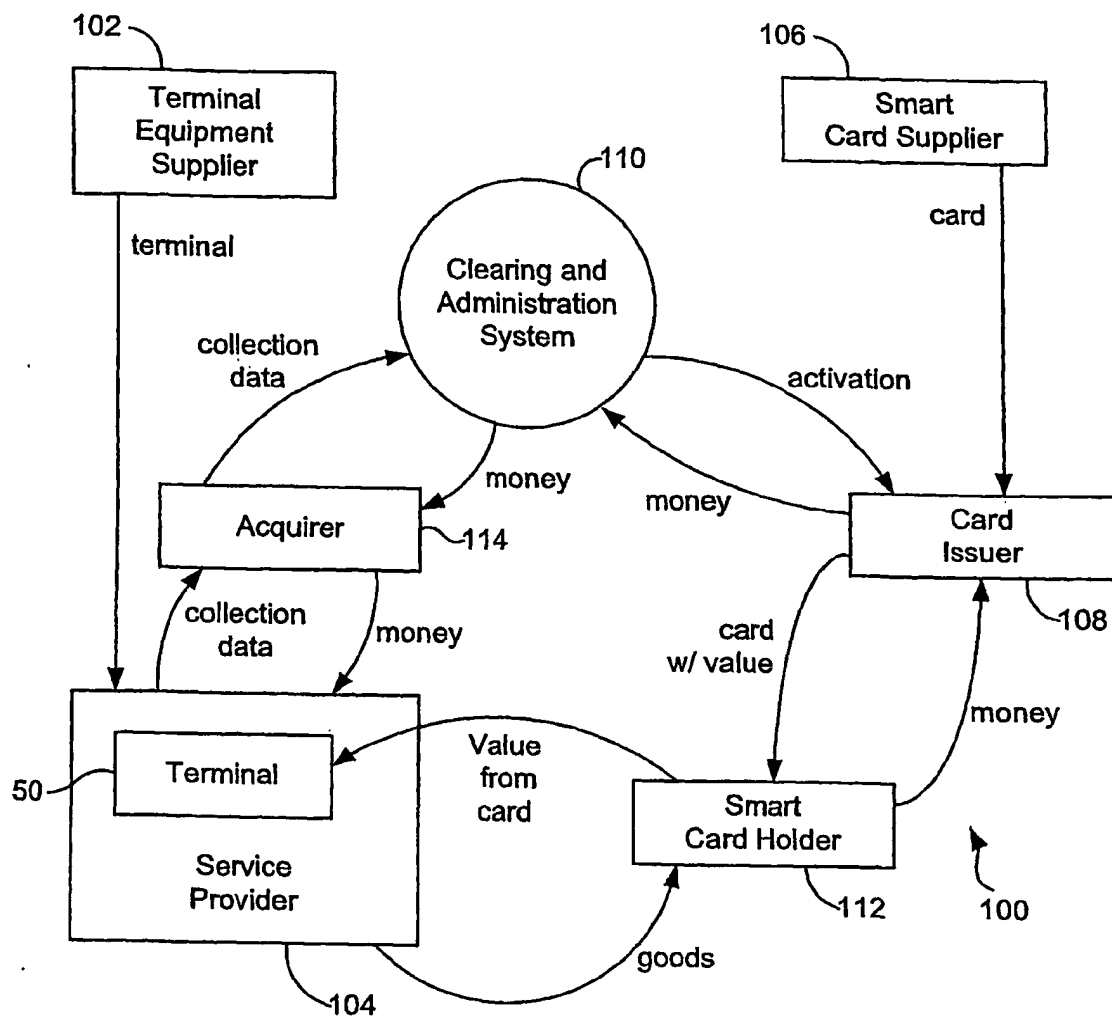 102
Terminal
Equipment
Supplier
106
Smart
Card Supplier
110
card
terminal
Clearing and
Administration
System
collection
data
activation
money
money
Acquirer
114
Card
Issuer
108
collection
data
money
card
w/ value
money
Value
from
card
50
Terminal
Smart
Card Holder
Service
Provider
112
100
goods
104